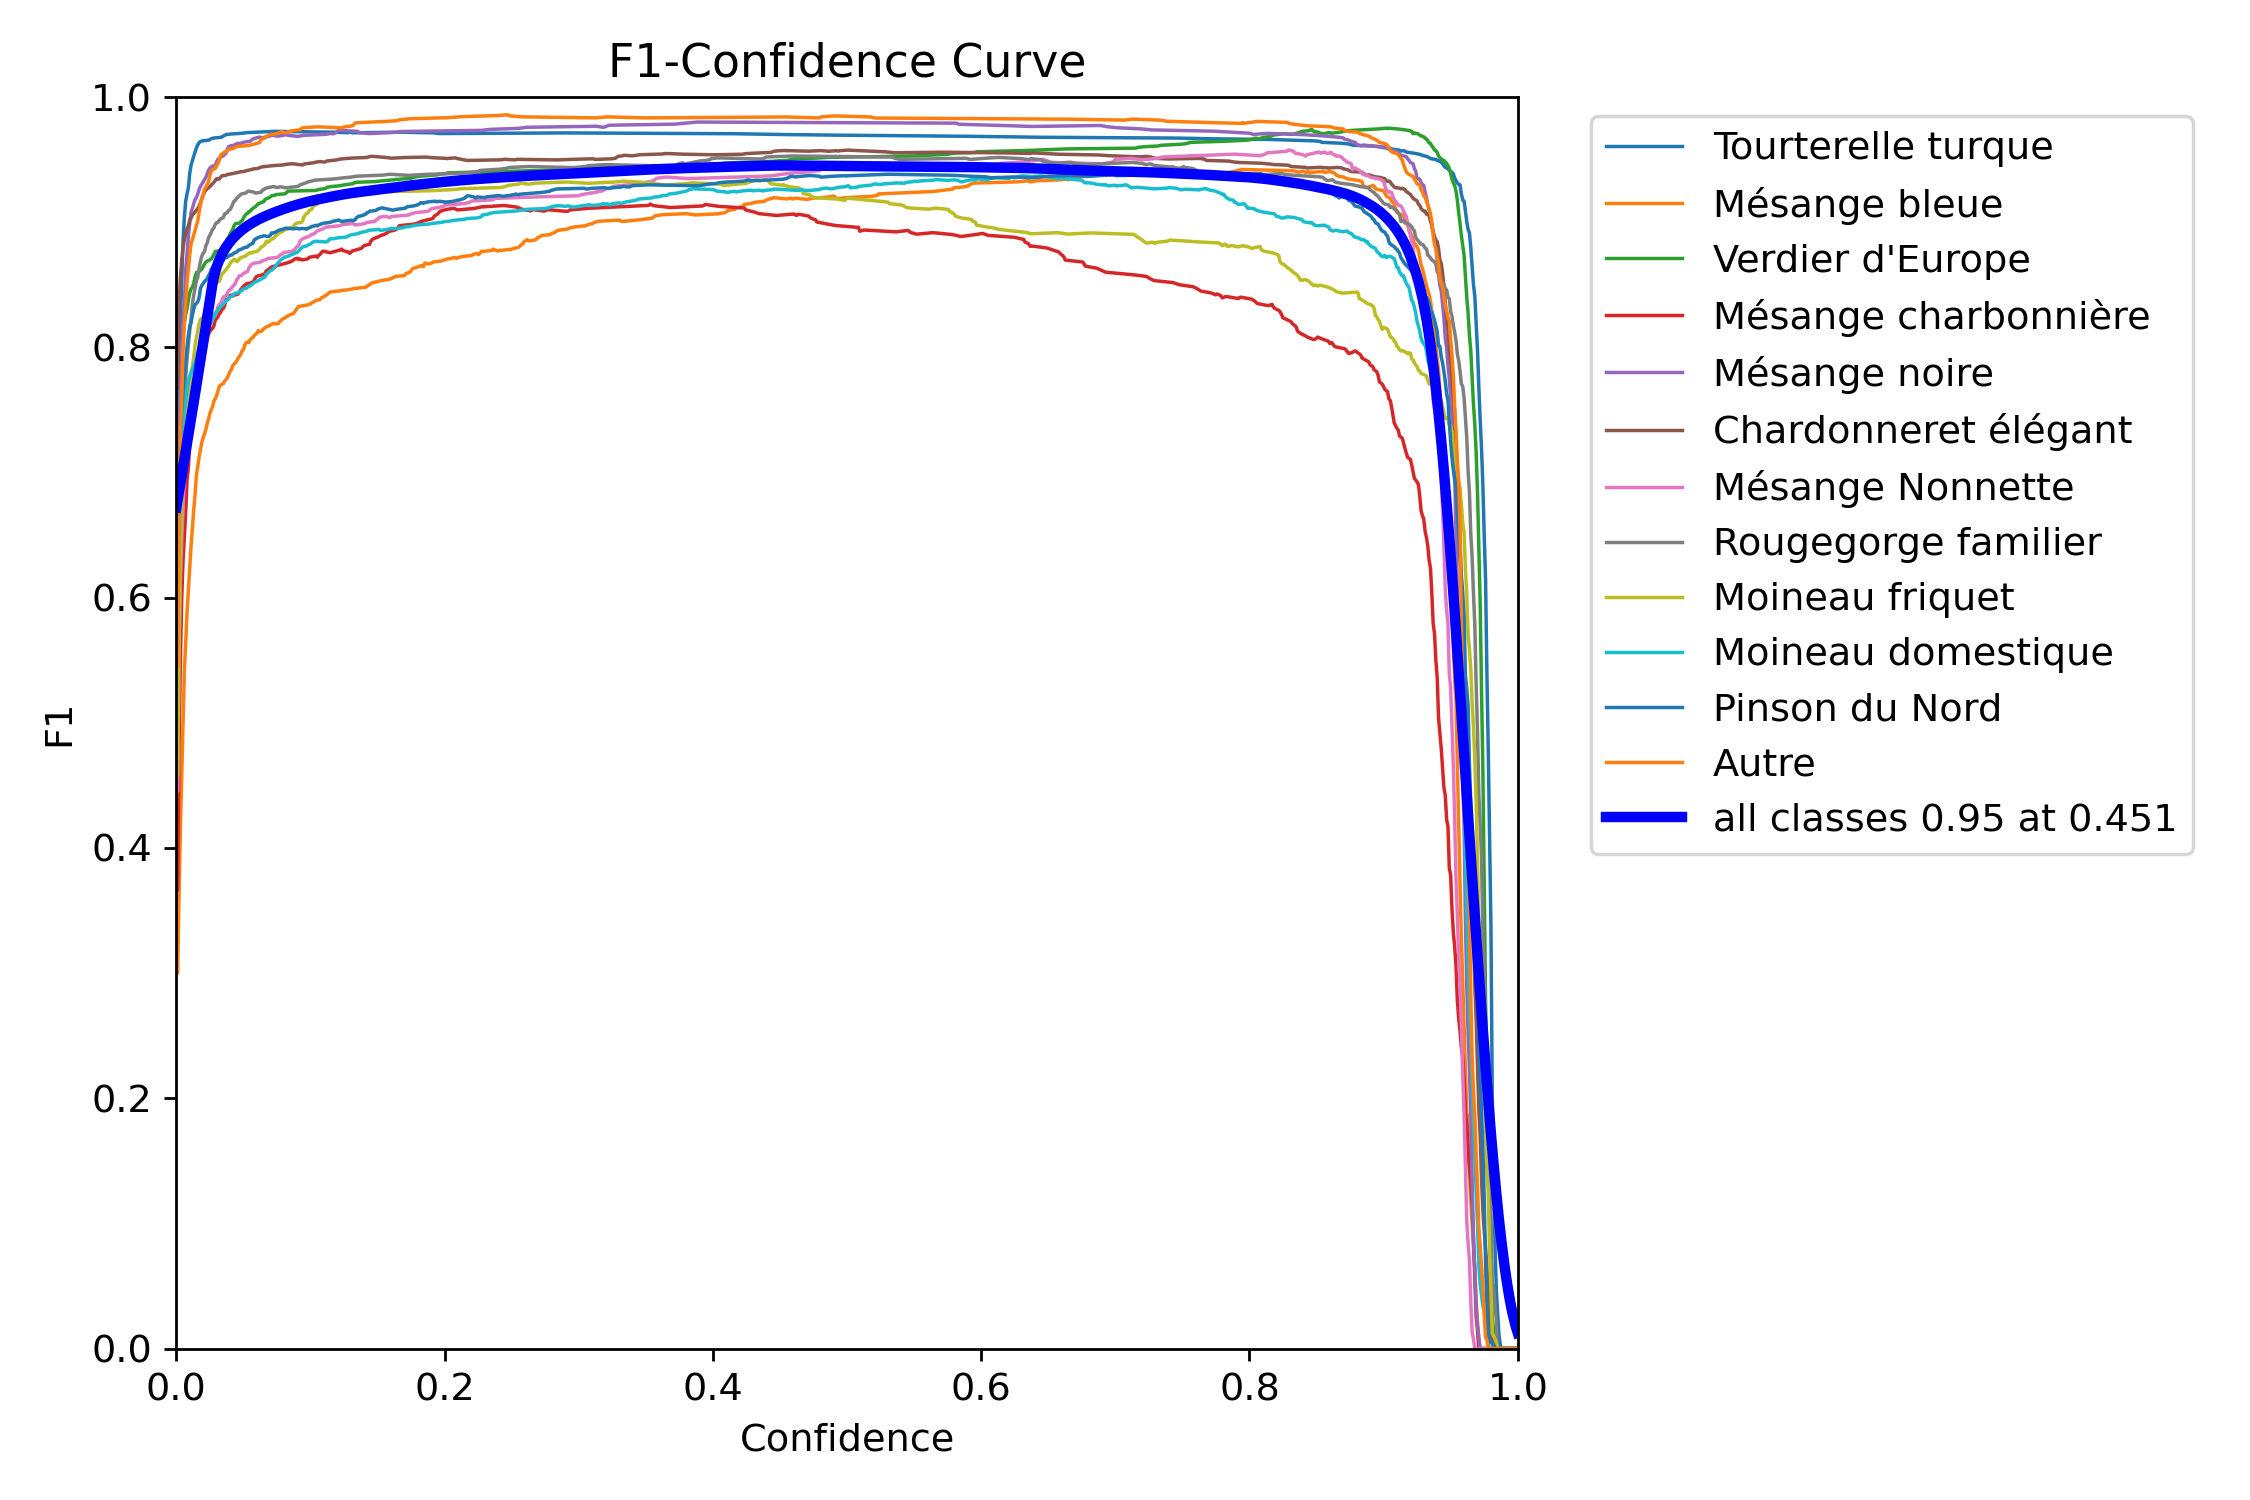 F1-Confidence Curve
1.0
0.8
0.6
0.4
0.2
0.0
F1
0.0 0.2 0.4 0.6 0.8 1.0
Confidence
Tourterelle turque
Mésange bleue
Verdier d'Europe
Mésange charbonnière
Mésange noire
Chardonneret élégant
Mésange Nonnette
Rougegorge familier
Moineau friquet
Moineau domestique
Pinson du Nord
Autre
all classes 0.95 at 0.451